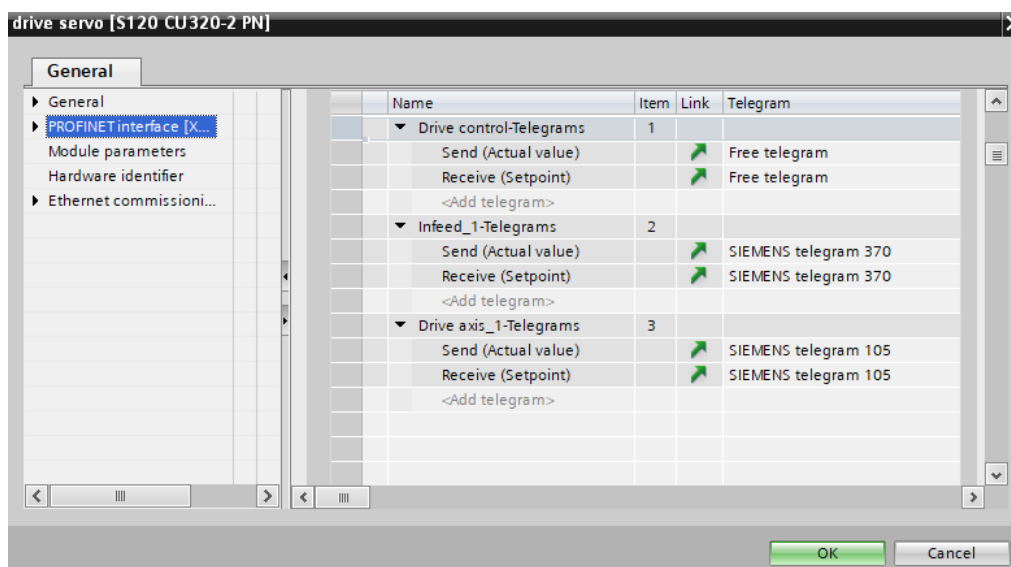 drive servo [S120 CU320-2 PN]
General
General
PROFINET interface [X...
Module parameters
Hardware identifier
Ethernet commissioni...
Name Item Link Telegram
Drive control-Telegrams 1
Send (Actual value) Free telegram
Receive (Setpoint) Free telegram
<Add telegram>
Infeed_1-Telegrams 2
Send (Actual value) SIEMENS telegram 370
Receive (Setpoint) SIEMENS telegram 370
<Add telegram>
Drive axis_1-Telegrams 3
Send (Actual value) SIEMENS telegram 105
Receive (Setpoint) SIEMENS telegram 105
<Add telegram>
OK Cancel